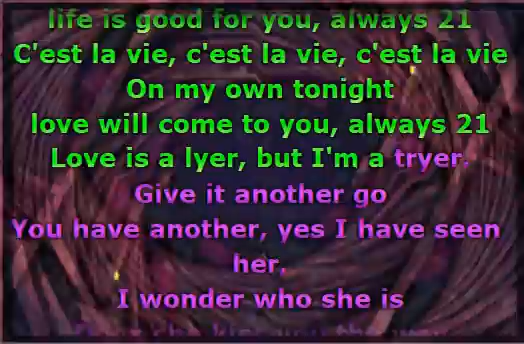 life is good for you, always 21
C'est la vie, c'est la vie, c'est la vie
On my own tonight
love will come to you, always 21
Love is a lyer, but I'm a tryer.
Give it another go
You have another, yes I have seen
her,
I wonder who she is